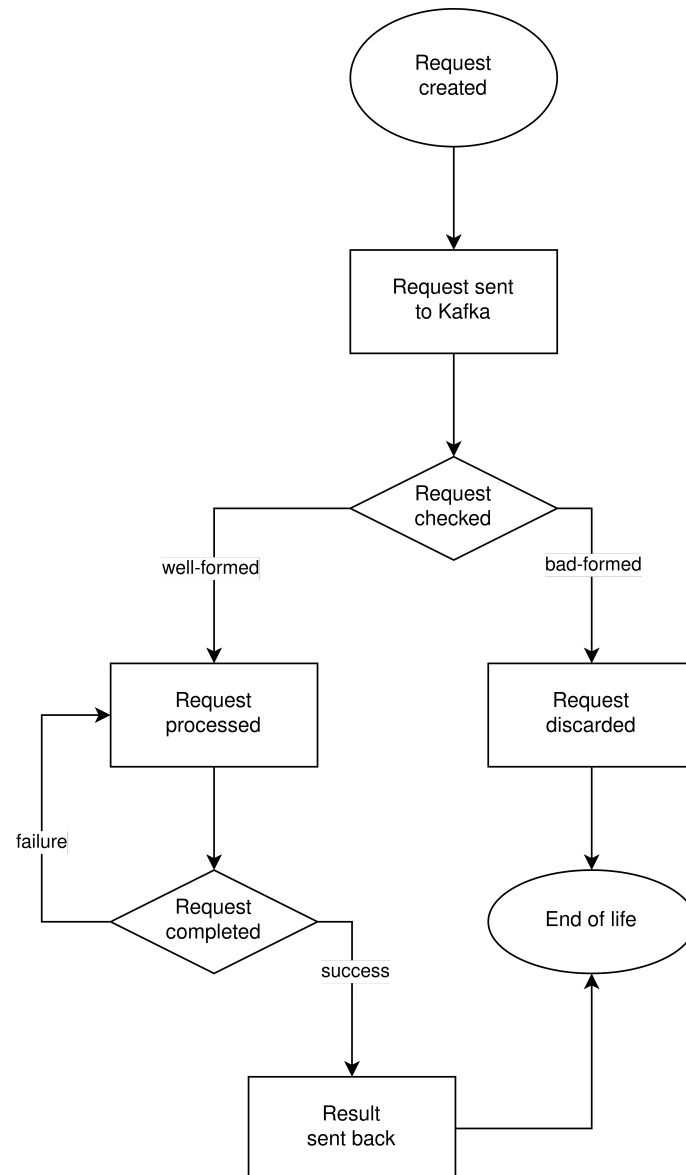 Request
created
Request sent
to Kafka
Request
checked
well-formed
bad-formed
Request
processed
Request
discarded
failure
Request
completed
End of life
success
Result
sent back